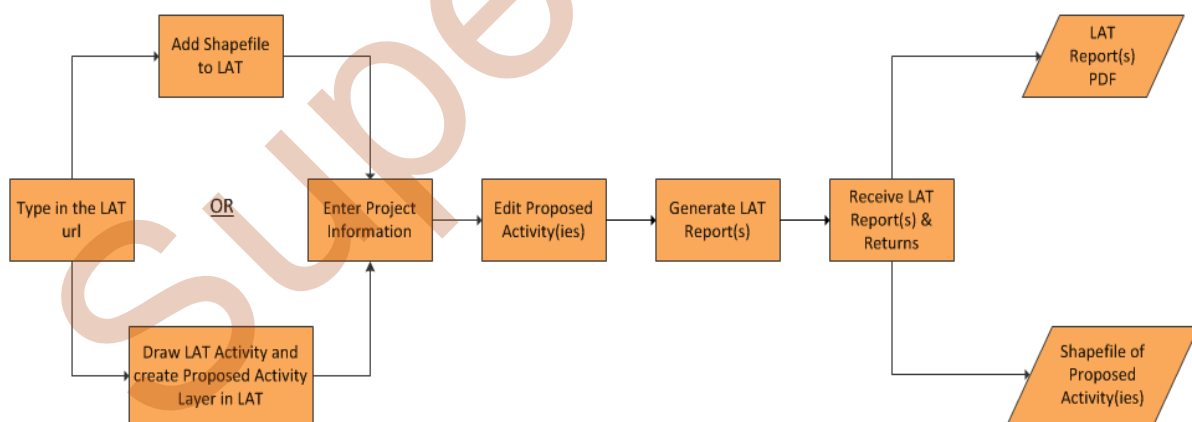 Add Shapefile
to LAT
LAT
Report(s)
PDF
Type in the LAT
url
OR
Enter Project
Information
Edit Proposed
Activity(ies)
Generate LAT
Report(s)
Receive LAT
Report(s) &
Returns
Draw LAT Activity and
create Proposed Activity
Layer in LAT
Shapefile of
Proposed
Activity(ies)
Supe